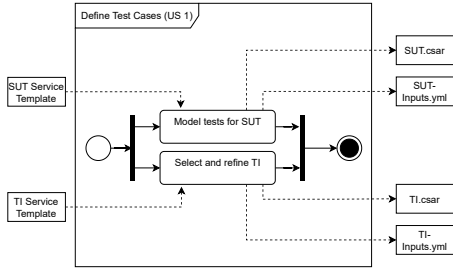 Define Test Cases (US 1)
SUT.csar
SUT-
Inputs.yml
SUT Service
Template
Model tests for SUT
Select and refine TI
TI Service
Template
TI.csar
TI-
Inputs.yml